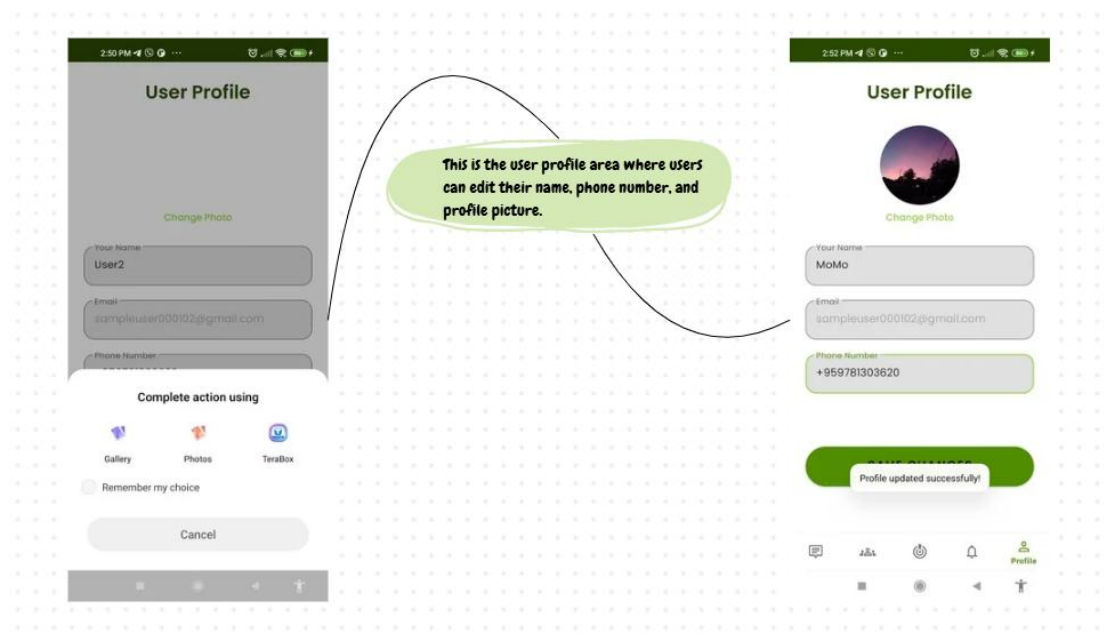 2:50 PM
User Profile
Change Photo
Your Name
User2
Email
sampleuser000102@gmail.com
Phone Number
Complete action using
Gallery
Photos
TeraBox
Remember my choice
Cancel
This is the user profile area where users
can edit their name, phone number, and
profile picture.
2:52 PM
User Profile
Change Photo
Your Name
MoMo
Email
sampleuser000102@gmail.com
Phone Number
+959781303620
SAVE CHANGES
Profile updated successfully!
Profile